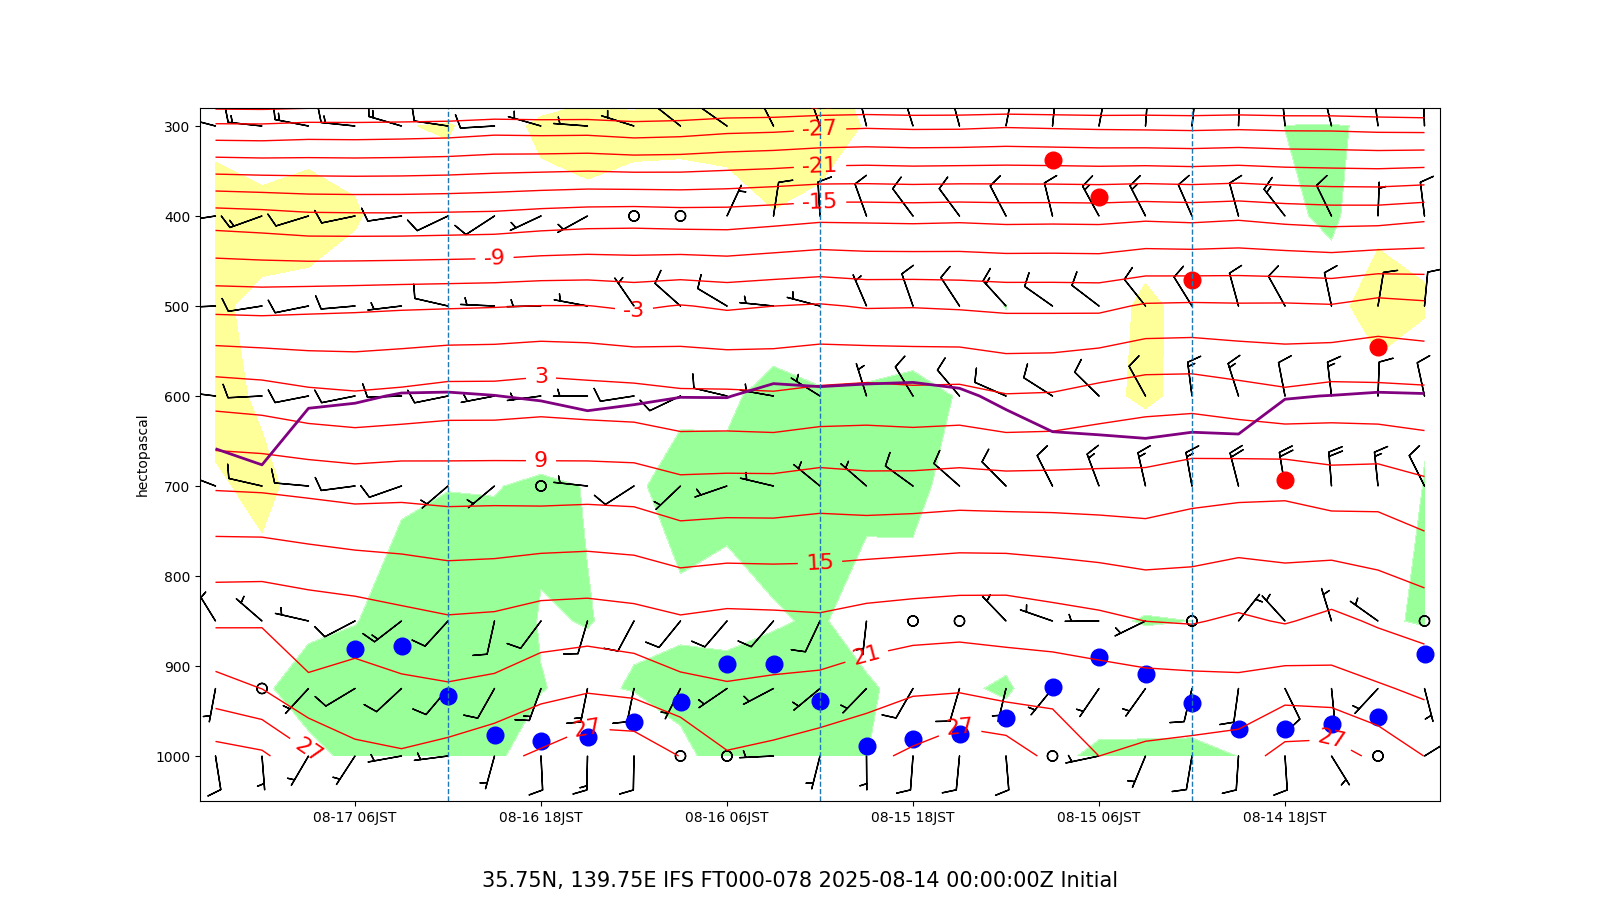 300
400
500
600
700
800
900
1000
hectopascal
-27
-21
-15
-9
-3
3
9
15
21
27
27
27
27
08-17 06JST
08-16 18JST
08-16 06JST
08-15 18JST
08-15 06JST
08-14 18JST
35.75N, 139.75E IFS FT000-078 2025-08-14 00:00:00Z Initial